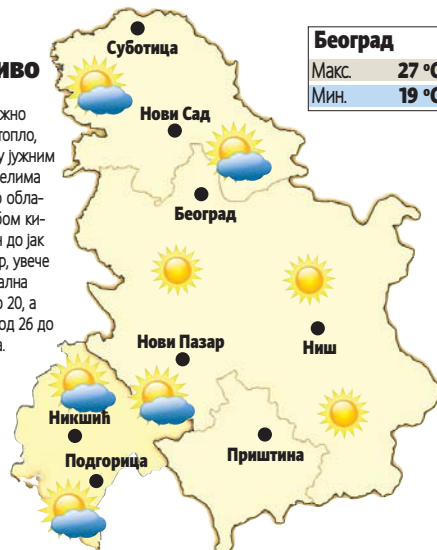 иво
жно
топло,
у јужним
елима
о обла-
бом ки-
н до јак
р, увече
ална
о 20, а
од 26 до
а.
Суботица
Нови Сад
Београд
Нови Пазар
Ниш
Никшић
Подгорица
Приштина
Београд
Макс. 27 °C
Мин. 19 °C